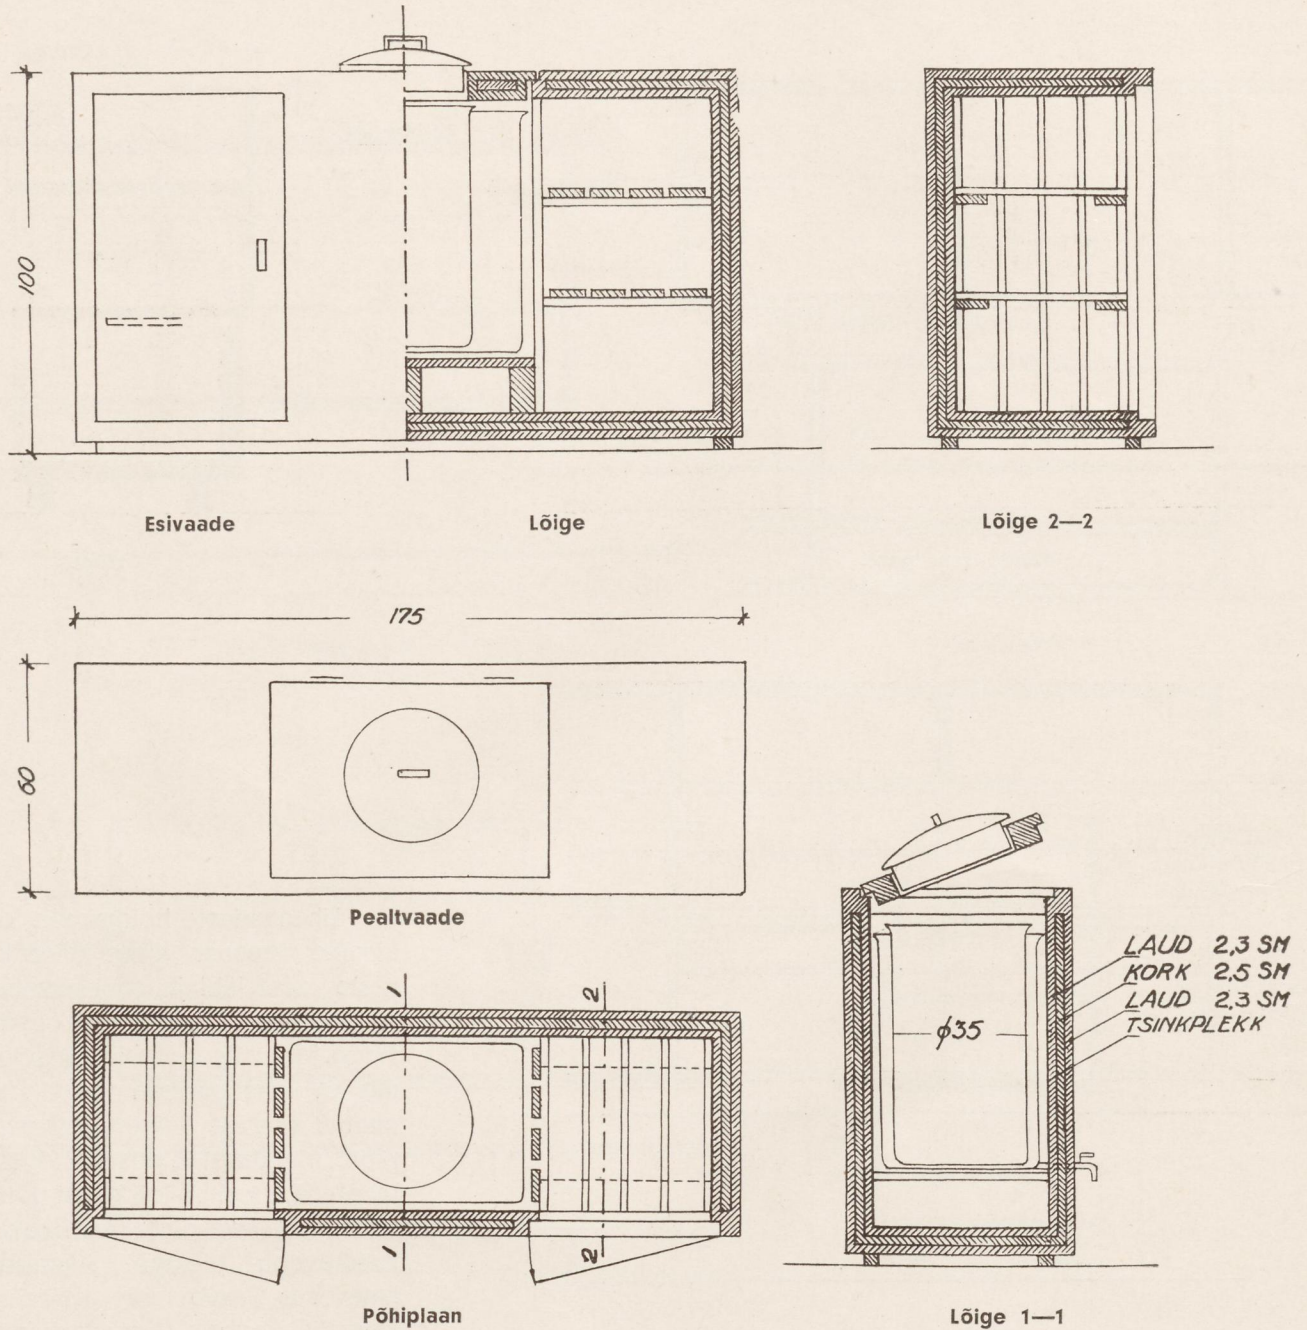 100
Esivaade
Lõige
Lõige 2—2
175
60
Pealtvaade
1
2
LAUD 2,3 SM
KORK 2,5 SM
LAUD 2,3 SM
TSINKPLEKK
ϕ35
1
2
Põhiplaan
Lõige 1—1